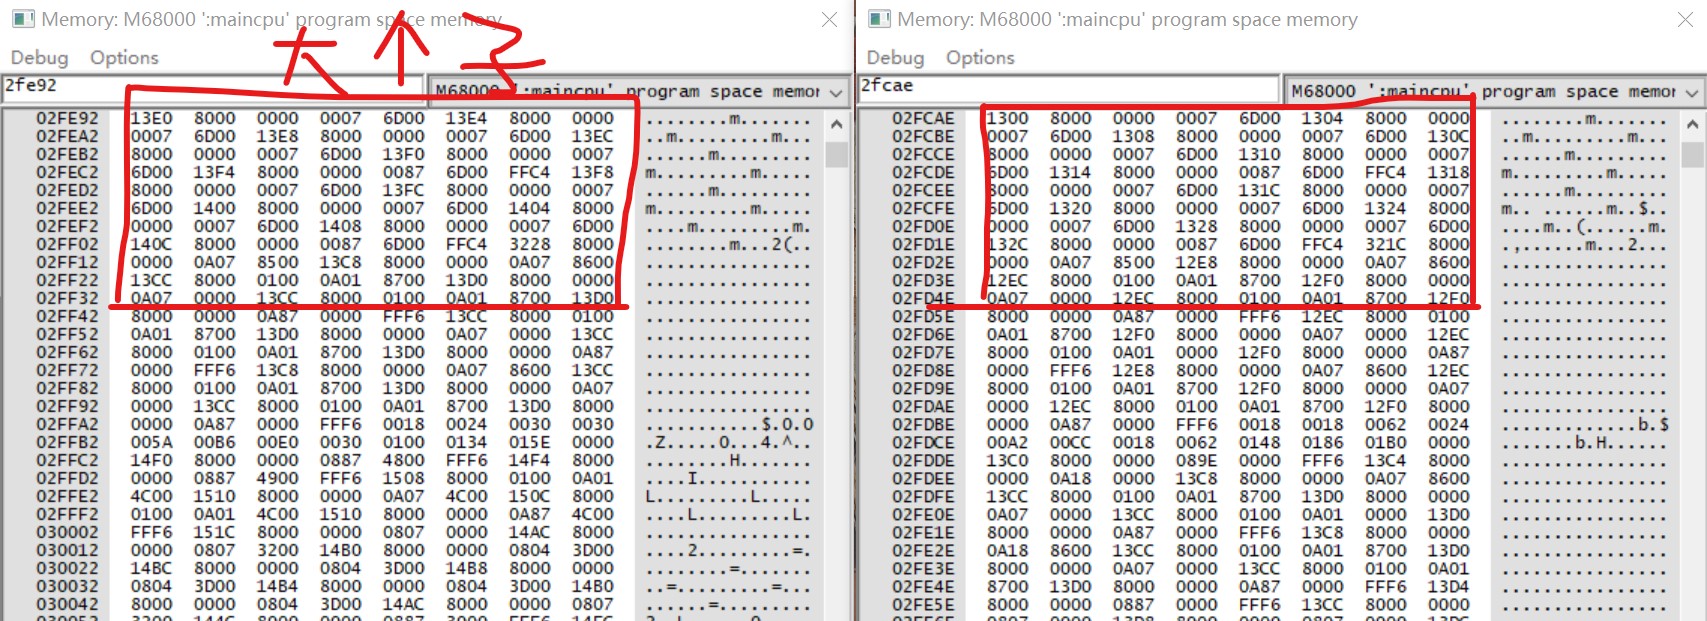 Memory: M68000 ':maincpu' program space memory
大个子
Debug Options
2fe92
M68000 ':maincpu' program space memor
02FE92 13E0 8000 0000 0007 6D00 13E4 8000 0000 ........m.......
02FEA2 0007 6D00 13E8 8000 0000 0007 6D00 13EC ..m.........m...
02FEB2 8000 0000 0007 6D00 13F0 8000 0000 0007 ......m.........
02FEC2 6D00 13F4 8000 0000 0087 6D00 FFC4 13F8 m.........m.....
02FED2 8000 0000 0007 6D00 13FC 8000 0000 0007 ......m.........
02FEE2 6D00 1400 8000 0000 0007 6D00 1404 8000 m.........m.....
02FEF2 0000 0007 6D00 1408 8000 0000 0007 6D00 ....m.........m.
02FF02 140C 8000 0000 0087 6D00 FFC4 3228 8000 ........m...2(..
02FF12 0000 0A07 8500 13C8 8000 0000 0A07 8600 ................
02FF22 13CC 8000 0100 0A01 8700 13D0 8000 0000 ................
02FF32 0A07 0000 13CC 8000 0100 0A01 8700 13D0 ................
02FF42 8000 0000 0A87 0000 FFF6 13CC 8000 0100 ................
02FF52 0A01 8700 13D0 8000 0000 0A07 0000 13CC ................
02FF62 8000 0100 0A01 8700 13D0 8000 0000 0A87 ................
02FF72 0000 FFF6 13C8 8000 0000 0A07 8600 13CC ................
02FF82 8000 0100 0A01 8700 13D0 8000 0000 0A07 ................
02FF92 0000 13CC 8000 0100 0A01 8700 13D0 8000 ................
02FFA2 0000 0A87 0000 FFF6 0018 0024 0030 0030 ...........$.0.0
02FFB2 005A 00B6 00E0 0030 0100 0134 015E 0000 .Z.....0...4.^..
02FFC2 14F0 8000 0000 0887 4800 FFF6 14F4 8000 ........H.......
02FFD2 0000 0887 4900 FFF6 1508 8000 0100 0A01 ....I...........
02FFE2 4C00 1510 8000 0000 0A07 4C00 150C 8000 L.........L.....
02FFF2 0100 0A01 4C00 1510 8000 0000 0A87 4C00 ....L.........L.
030002 FFF6 151C 8000 0000 0807 0000 14AC 8000 ................
030012 0000 0807 3200 14B0 8000 0000 0804 3D00 ....2.........=.
030022 14BC 8000 0000 0804 3D00 14B8 8000 0000 ........=.......
030032 0804 3D00 14B4 8000 0000 0804 3D00 14B0 ..=.........=...
030042 8000 0000 0804 3D00 14AC 8000 0000 0807 ......=.........
Memory: M68000 ':maincpu' program space memory
Debug Options
2fcae
M68000 ':maincpu' program space memor
02FCAE 1300 8000 0000 0007 6D00 1304 8000 0000 ........m.......
02FCBE 0007 6D00 1308 8000 0000 0007 6D00 130C ..m.........m...
02FCCE 8000 0000 0007 6D00 1310 8000 0000 0007 ......m.........
02FCDE 6D00 1314 8000 0000 0087 6D00 FFC4 1318 m.........m.....
02FCEE 8000 0000 0007 6D00 131C 8000 0000 0007 ......m.........
02FCFE 6D00 1320 8000 0000 0007 6D00 1324 8000 m.. ......m..$..
02FD0E 0000 0007 6D00 1328 8000 0000 0007 6D00 ....m..(......m.
02FD1E 132C 8000 0000 0087 6D00 FFC4 321C 8000 .,......m...2...
02FD2E 0000 0A07 8500 12E8 8000 0000 0A07 8600 ................
02FD3E 12EC 8000 0100 0A01 8700 12F0 8000 0000 ................
02FD4E 0A07 0000 12EC 8000 0100 0A01 8700 12F0 ................
02FD5E 8000 0000 0A87 0000 FFF6 12EC 8000 0100 ................
02FD6E 0A01 8700 12F0 8000 0000 0A07 0000 12EC ................
02FD7E 8000 0100 0A01 0000 12F0 8000 0000 0A87 ................
02FD8E 0000 FFF6 12E8 8000 0000 0A07 8600 12EC ................
02FD9E 8000 0100 0A01 8700 12F0 8000 0000 0A07 ................
02FDAE 0000 12EC 8000 0100 0A01 8700 12F0 8000 ................
02FDBE 0000 0A87 0000 FFF6 0018 0018 0062 0024 .............b.$
02FDCE 00A2 00CC 0018 0062 0148 0186 01B0 0000 .......b.H......
02FDDE 13C0 8000 0000 089E 0000 FFF6 13C4 8000 ................
02FDEE 0000 0A18 0000 13C8 8000 0000 0A07 8600 ................
02FDFE 13CC 8000 0100 0A01 8700 13D0 8000 0000 ................
02FE0E 0A07 0000 13CC 8000 0100 0A01 0000 13D0 ................
02FE1E 8000 0000 0A87 0000 FFF6 13C8 8000 0000 ................
02FE2E 0A18 8600 13CC 8000 0100 0A01 8700 13D0 ................
02FE3E 8000 0000 0A07 0000 13CC 8000 0100 0A01 ................
02FE4E 8700 13D0 8000 0000 0A87 0000 FFF6 13D4 ................
02FE5E 8000 0000 0887 0000 FFF6 13CC 8000 0000 ................